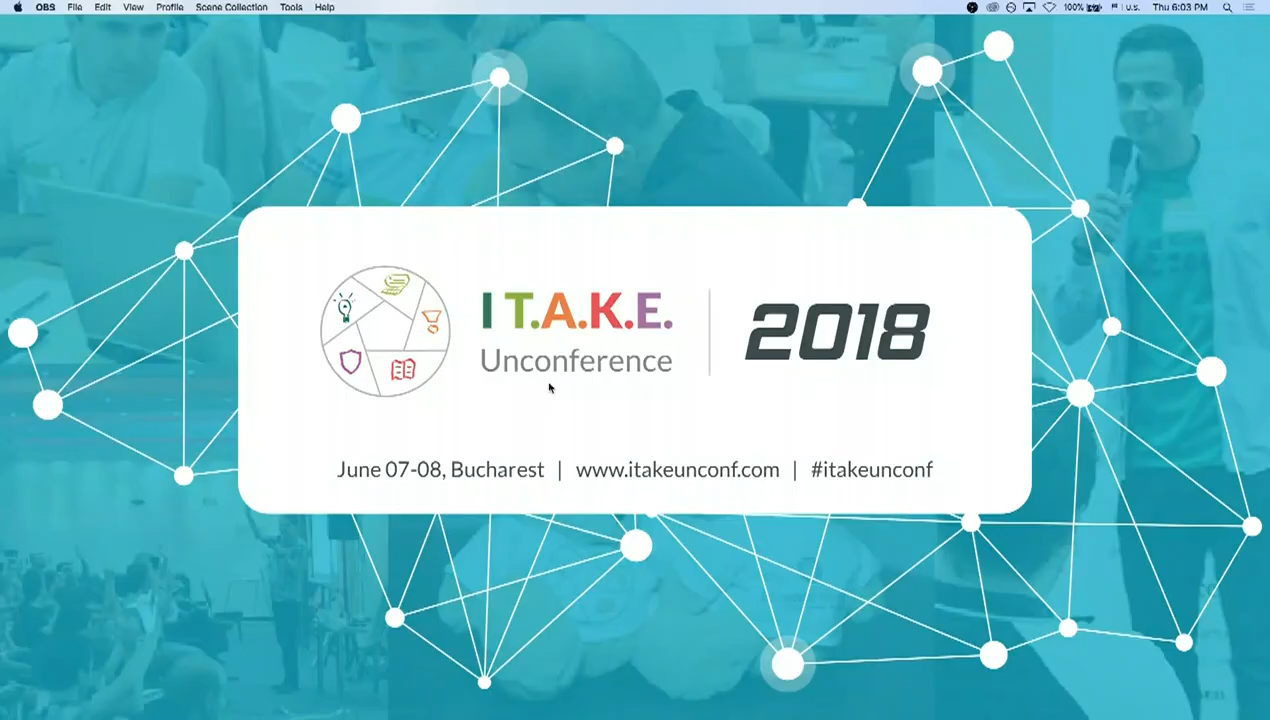 OBS File Edit View Profile Scene Collection Tools Help 100% U.S. Thu 6:03 PM
I T.A.K.E.
Unconference
2018
June 07-08, Bucharest | www.itakeunconf.com | #itakeunconf